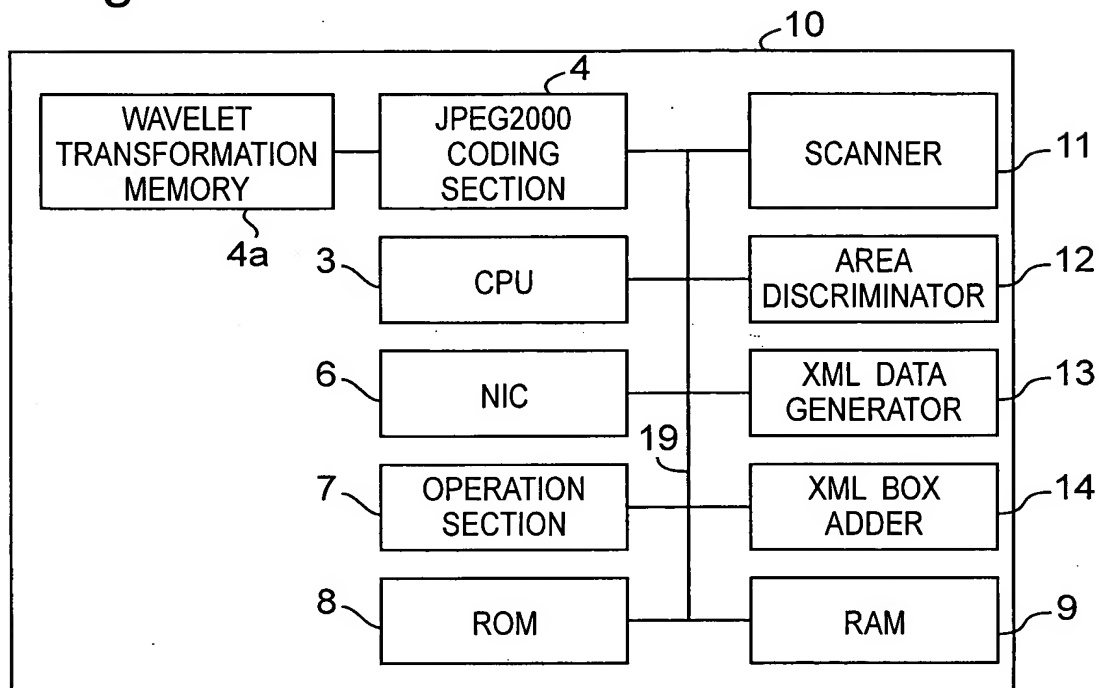 10
4
WAVELET
TRANSFORMATION
MEMORY
JPEG2000
CODING
SECTION
SCANNER
11
4a
3
CPU
AREA
DISCRIMINATOR
12
6
NIC
XML DATA
GENERATOR
13
19
7
OPERATION
SECTION
XML BOX
ADDER
14
8
ROM
RAM
9